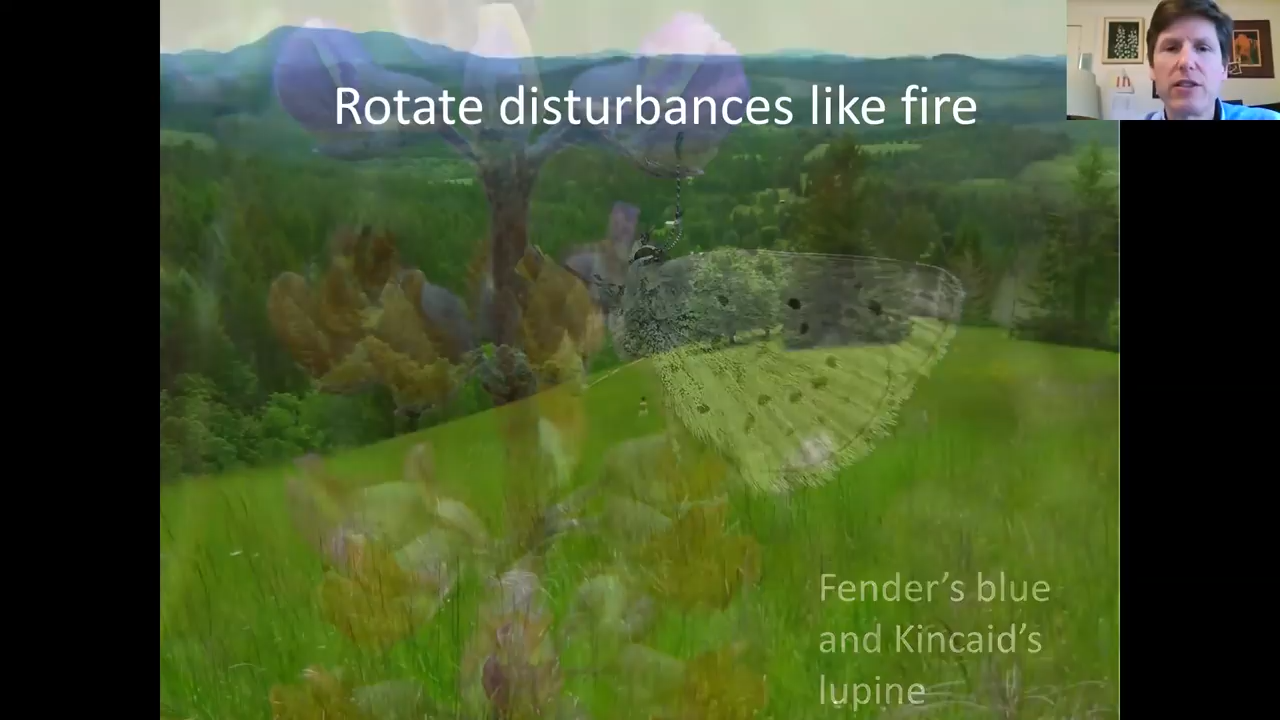 Rotate disturbances like fire
Fender’s blue
and Kincaid’s
lupine